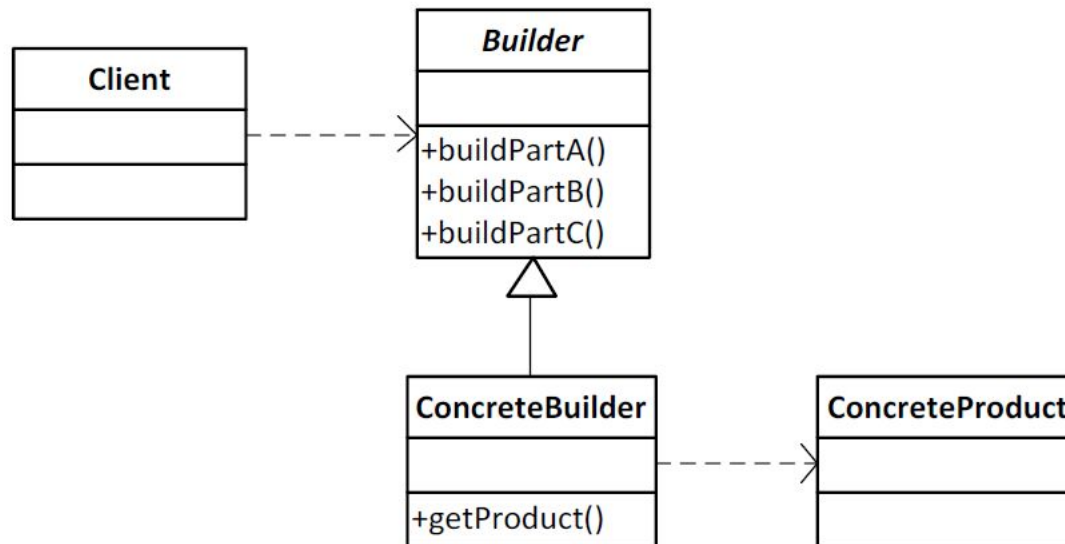 Client
Builder
+buildPartA()
+buildPartB()
+buildPartC()
ConcreteBuilder
+getProduct()
ConcreteProduct